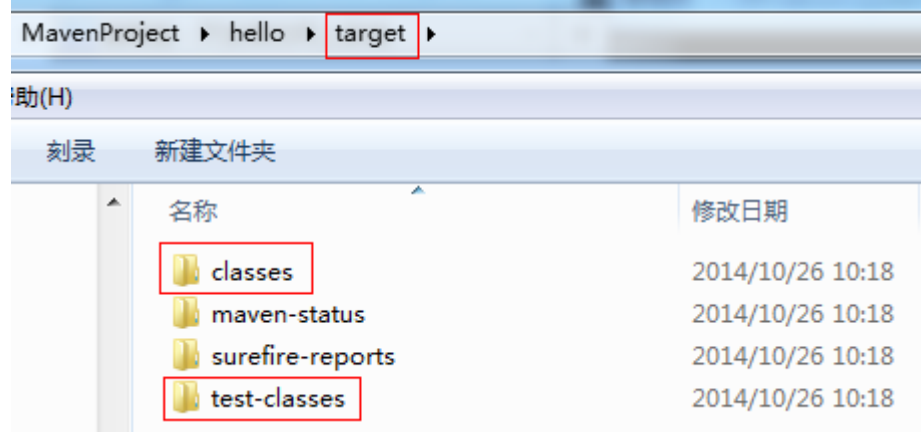 MavenProject ▸ hello ▸ target ▸
助(H)
刻录 新建文件夹
名称 修改日期
classes 2014/10/26 10:18
maven-status 2014/10/26 10:18
surefire-reports 2014/10/26 10:18
test-classes 2014/10/26 10:18